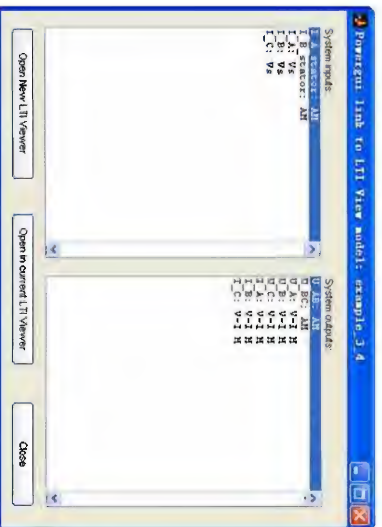 Powergui link to LTI View model: example_3_4
System inputs:
I_A_stator: AM
I_B_stator: AM
I_A: Vs
I_B: Vs
I_C: Vs
System outputs:
U_AB: AM
U_BC: AM
U_A: V-I M
U_B: V-I M
U_C: V-I M
I_A: V-I M
I_B: V-I M
I_C: V-I M
Open New LTI Viewer
Open in current LTI Viewer
Close